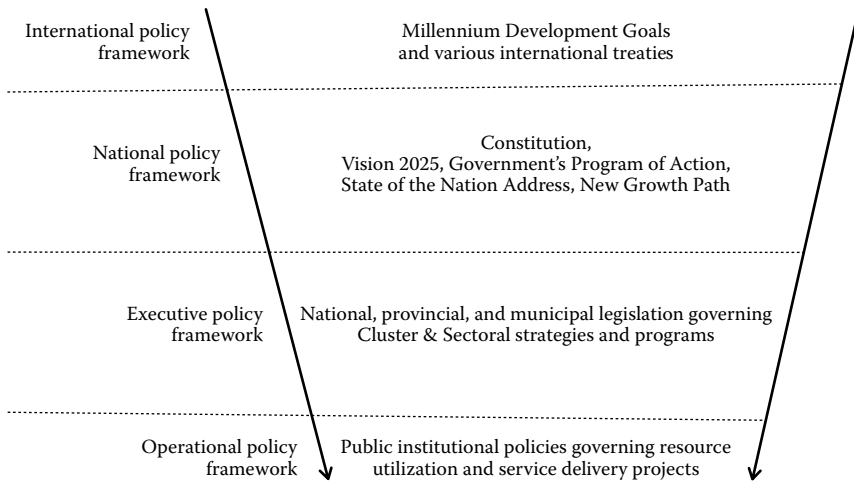 International policy
framework
Millennium Development Goals
and various international treaties
National policy
framework
Constitution,
Vision 2025, Government's Program of Action,
State of the Nation Address, New Growth Path
Executive policy
framework
National, provincial, and municipal legislation governing
Cluster & Sectoral strategies and programs
Operational policy
framework
Public institutional policies governing resource
utilization and service delivery projects